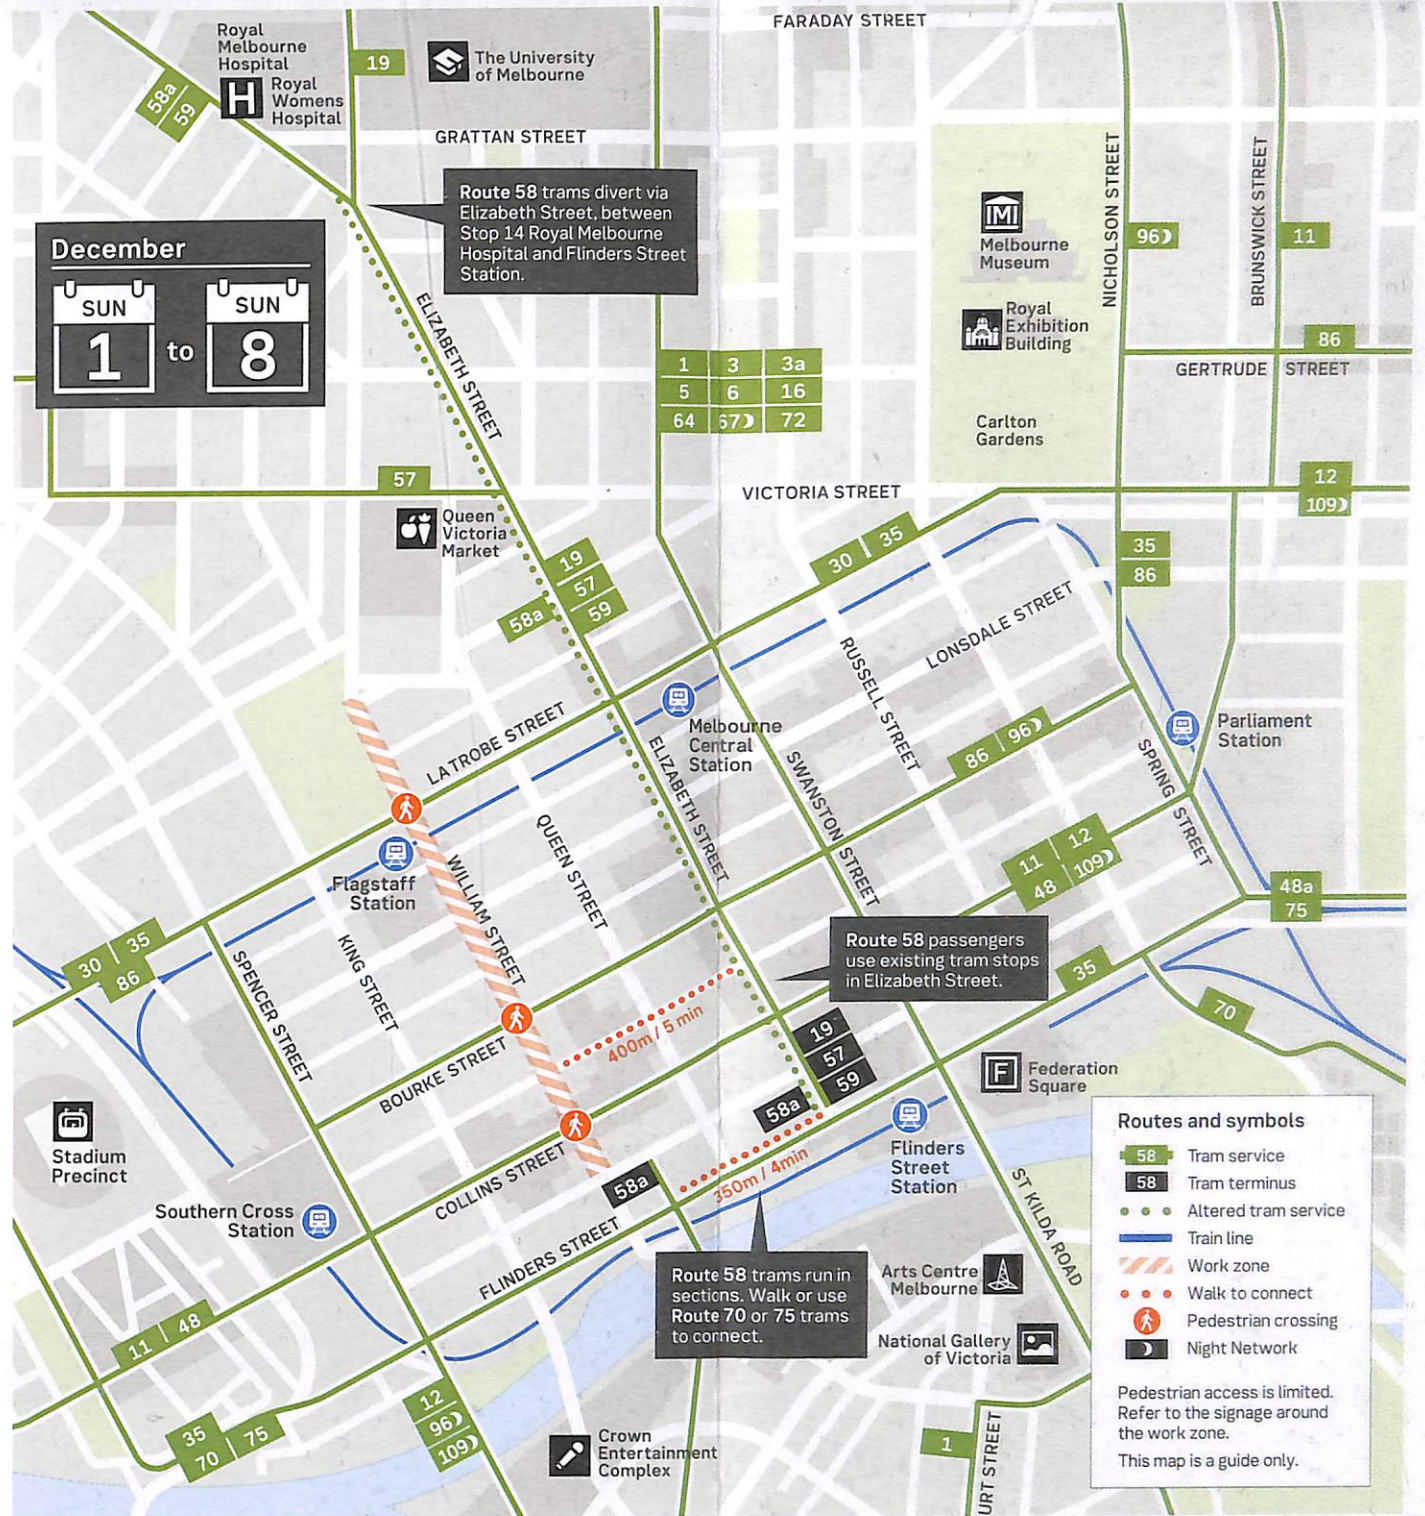 FARADAY STREET
Royal
Melbourne
Hospital
H
Royal
Womens
Hospital
19
The University
of Melbourne
58a
59
GRATTAN STREET
Route 58 trams divert via
Elizabeth Street, between
Stop 14 Royal Melbourne
Hospital and Flinders Street
Station.
December
SUN
1
to
SUN
8
ELIZABETH STREET
NICHOLSON STREET
BRUNSWICK STREET
M
Melbourne
Museum
96
11
Royal
Exhibition
Building
86
GERTRUDE STREET
1 3 3a
5 6 16
64 67 72
Carlton
Gardens
57
VICTORIA STREET
12
109
Queen
Victoria
Market
30 35
35
86
19
57
59
58a
LONSDALE STREET
RUSSELL STREET
LA TROBE STREET
Melbourne
Central
Station
86 96
Parliament
Station
ELIZABETH STREET
SWANSTON STREET
SPRING STREET
QUEEN STREET
WILLIAM STREET
Flagstaff
Station
11 12
48 109
48a
75
30 35
86
SPENCER STREET
KING STREET
Route 58 passengers
use existing tram stops
in Elizabeth Street.
35
70
400m / 5 min
BOURKE STREET
19
57
59
58a
F
Federation
Square
Stadium
Precinct
Flinders
Street
Station
COLLINS STREET
58a
350m / 4min
ST KILDA ROAD
Southern Cross
Station
FLINDERS STREET
Route 58 trams run in
sections. Walk or use
Route 70 or 75 trams
to connect.
Arts Centre
Melbourne
National Gallery
of Victoria
11 48
12
96
109
35
70 75
Crown
Entertainment
Complex
1
URT STREET
Routes and symbols
58 Tram service
58 Tram terminus
Altered tram service
Train line
Work zone
Walk to connect
Pedestrian crossing
Night Network
Pedestrian access is limited.
Refer to the signage around
the work zone.
This map is a guide only.